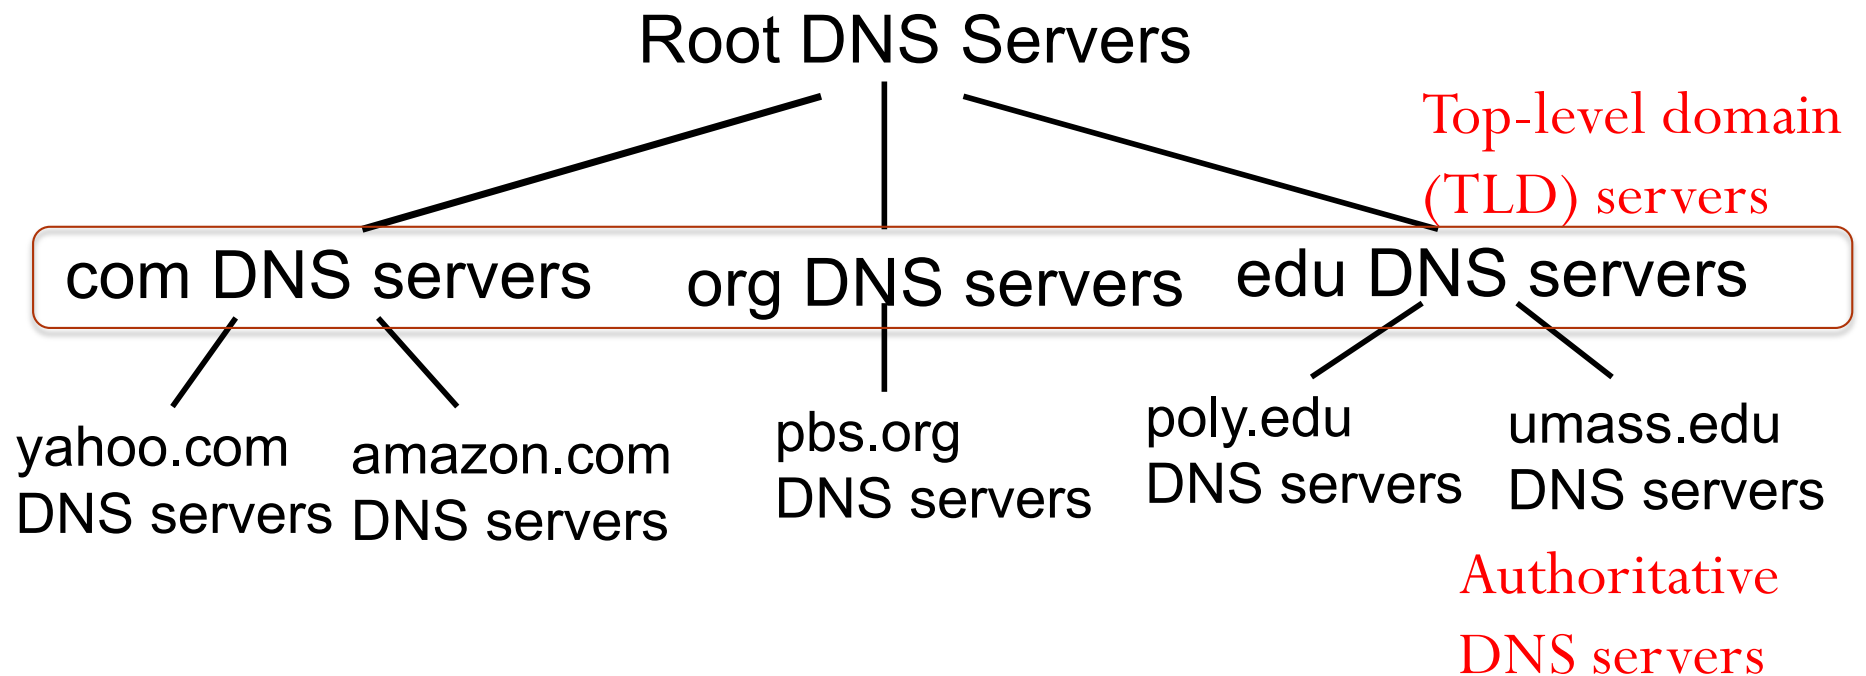 Root DNS Servers
Top-level domain
(TLD) servers
com DNS servers
org DNS servers
edu DNS servers
yahoo.com
DNS servers
amazon.com
DNS servers
pbs.org
DNS servers
poly.edu
DNS servers
umass.edu
DNS servers
Authoritative
DNS servers